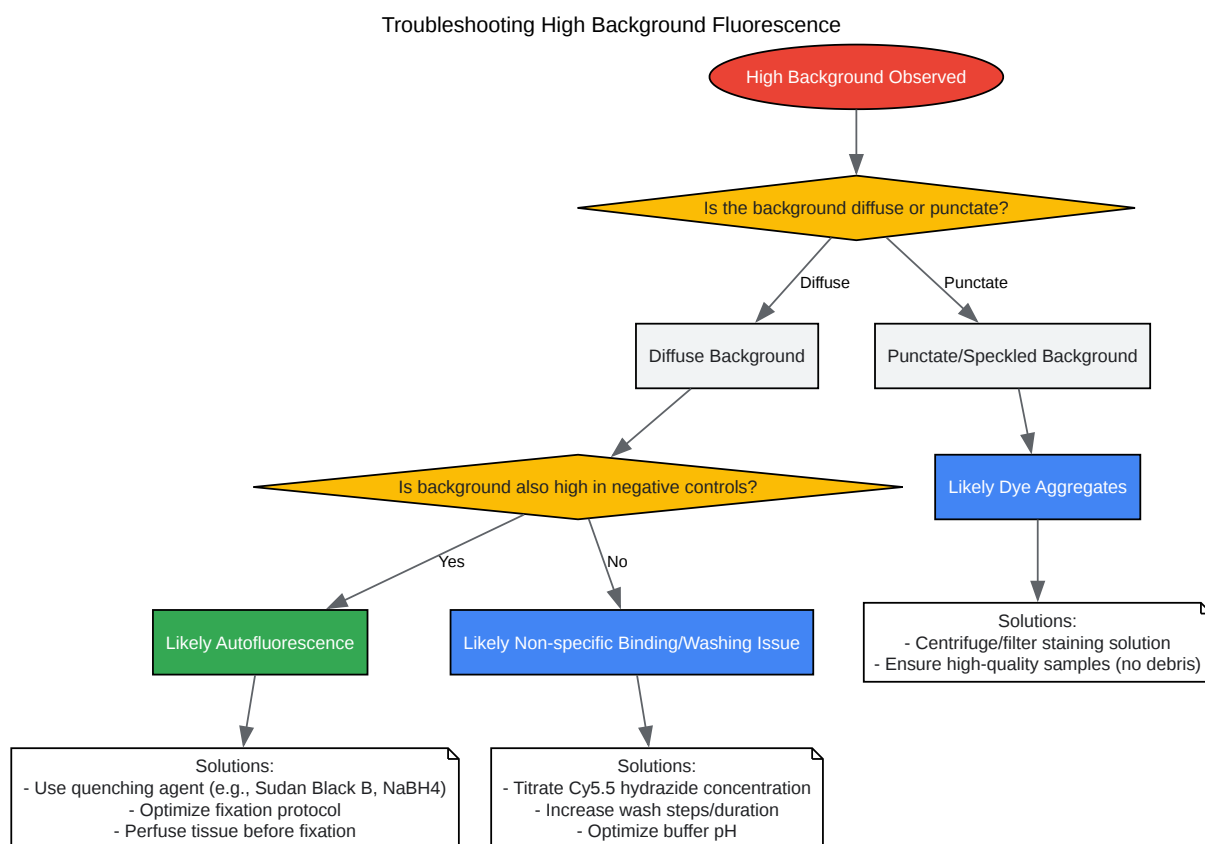 Troubleshooting High Background Fluorescence
High Background Observed
Is the background diffuse or punctate?
Diffuse
Punctate
Diffuse Background
Punctate/Speckled Background
Is background also high in negative controls?
Likely Dye Aggregates
Yes
No
Likely Autofluorescence
Likely Non-specific Binding/Washing Issue
Solutions:
- Centrifuge/filter staining solution
- Ensure high-quality samples (no debris)
Solutions:
- Use quenching agent (e.g., Sudan Black B, NaBH4)
- Optimize fixation protocol
- Perfuse tissue before fixation
Solutions:
- Titrate Cy5.5 hydrazide concentration
- Increase wash steps/duration
- Optimize buffer pH